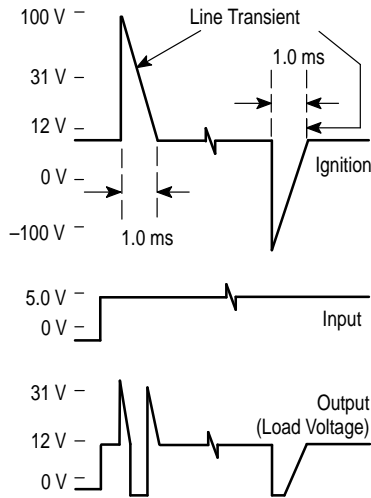 100 V
Line Transient
1.0 ms
31 V
12 V
Ignition
0 V
–100 V
1.0 ms
5.0 V
0 V
Input
31 V
Output
(Load Voltage)
12 V
0 V